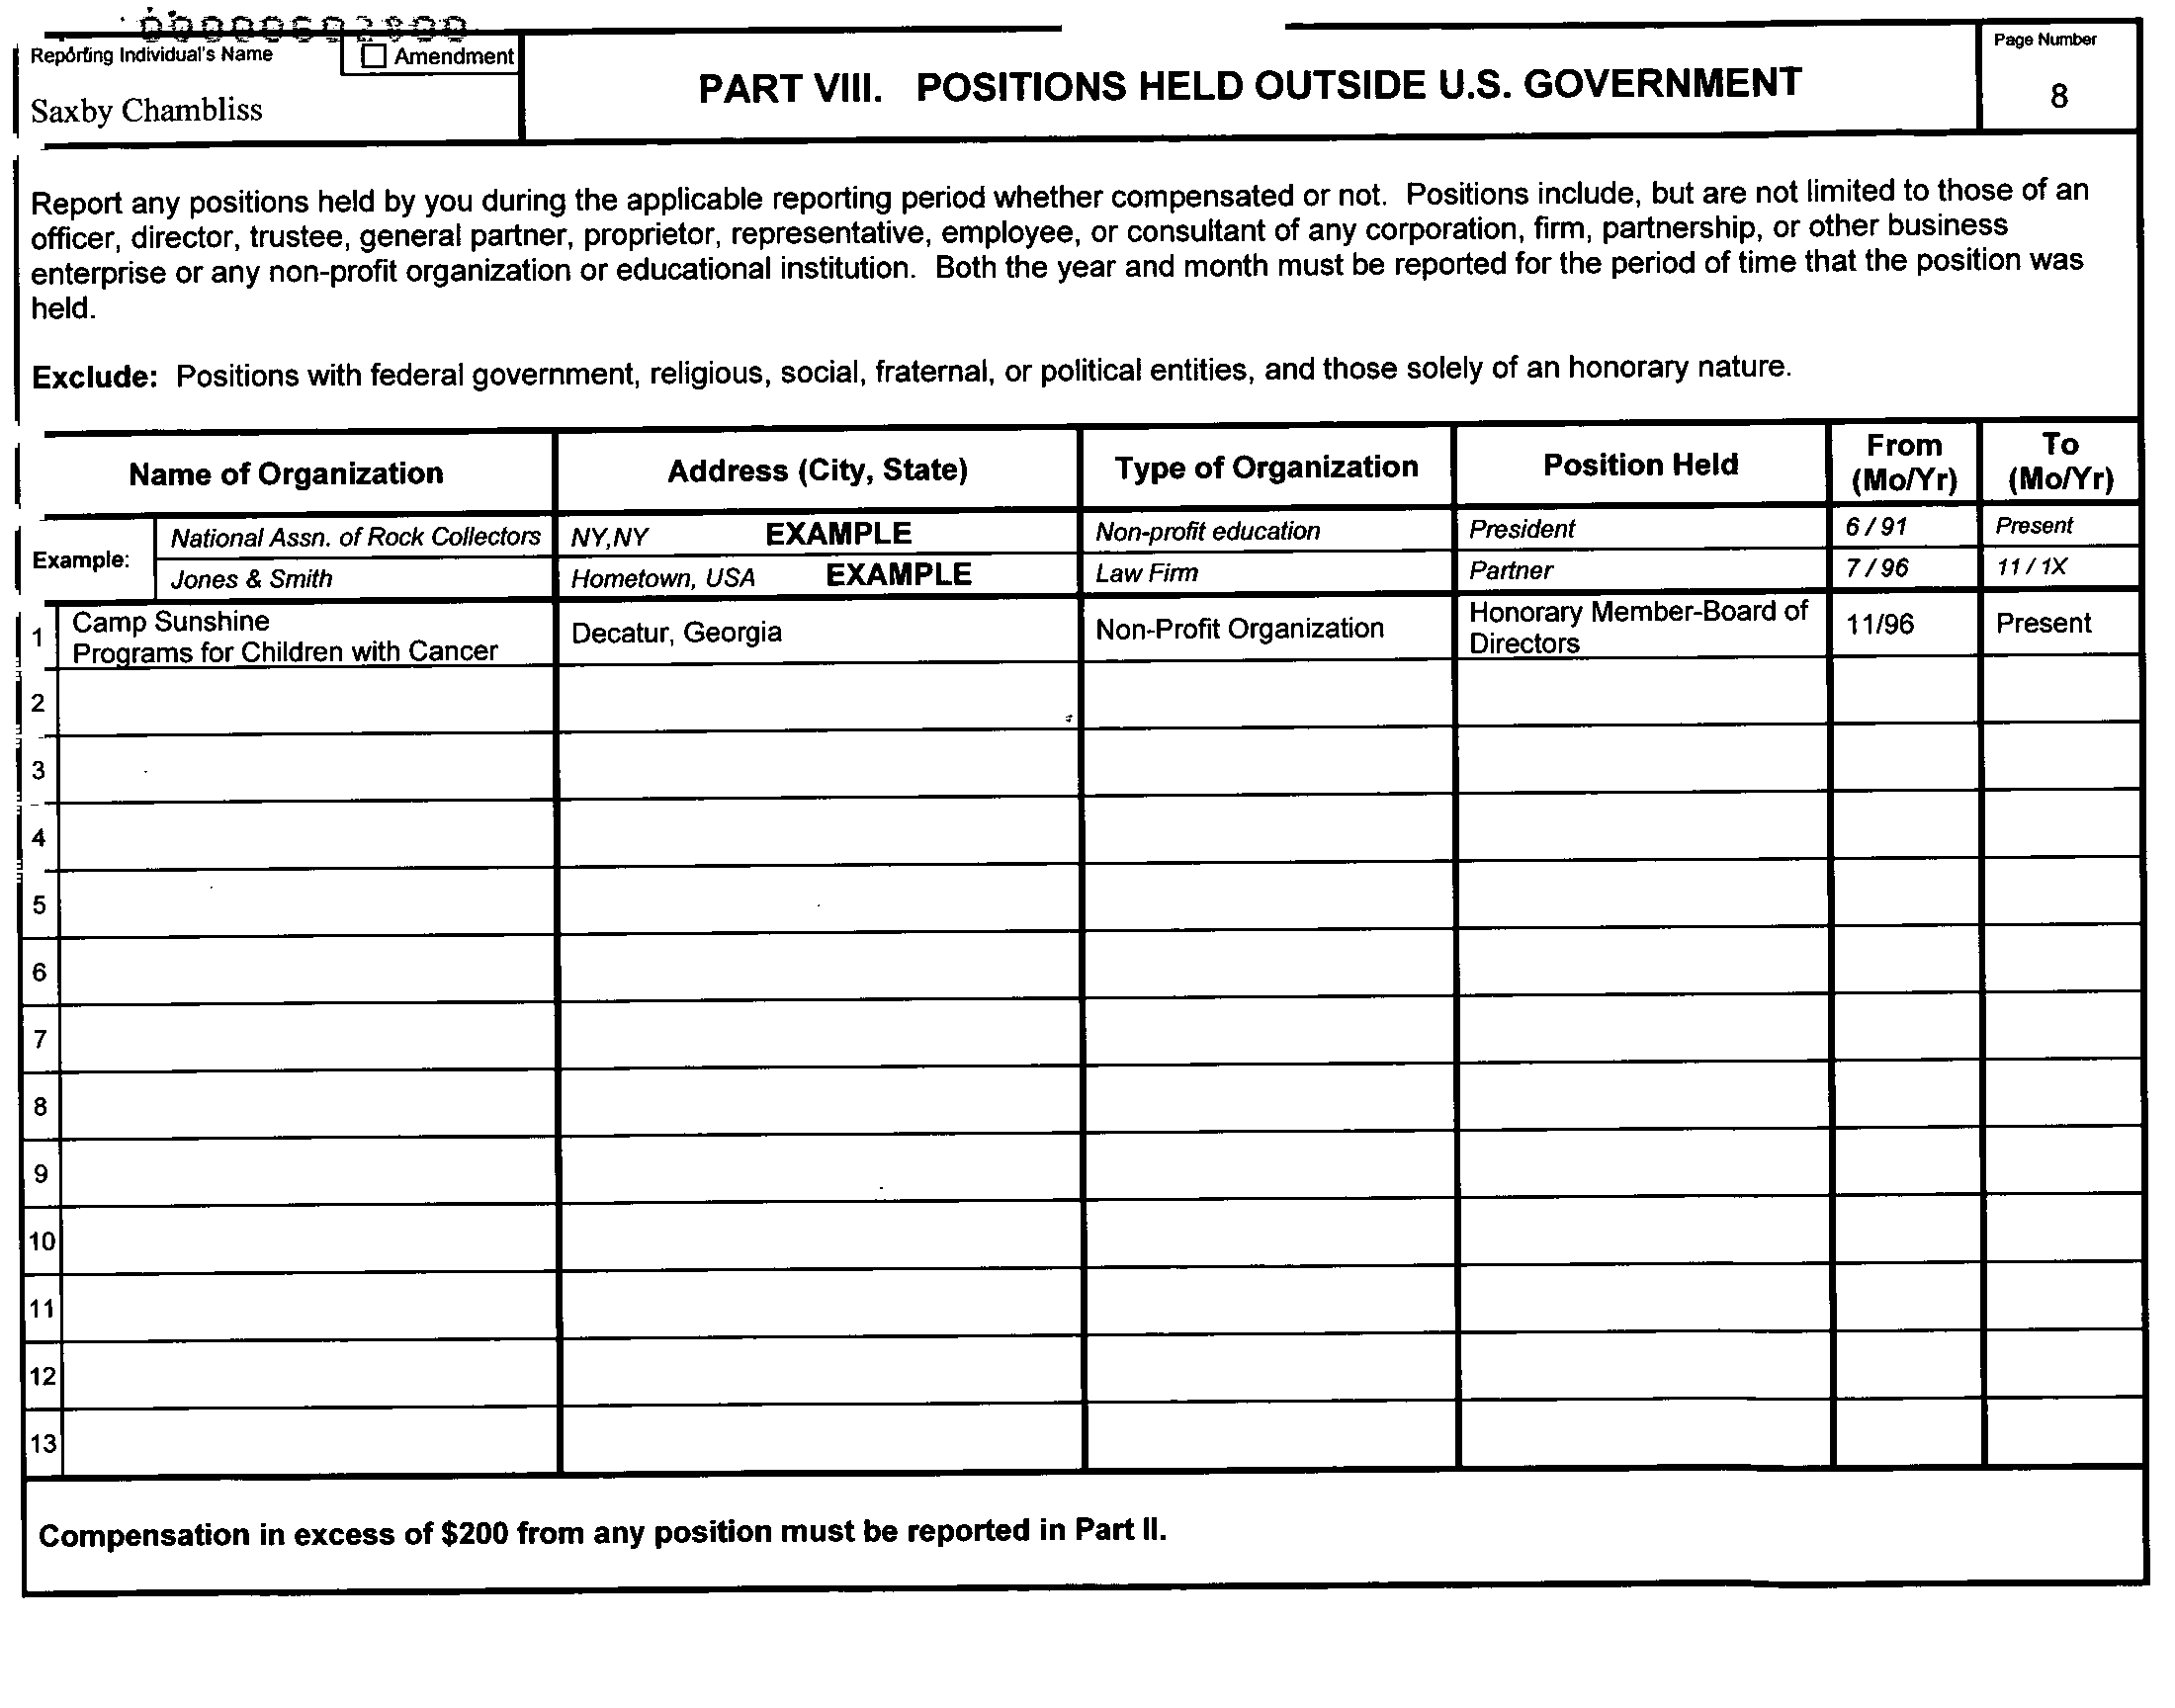 Reporting Individual's Name
Amendment
Saxby Chambliss
PART VIII. POSITIONS HELD OUTSIDE U.S. GOVERNMENT
Page Number
8
Report any positions held by you during the applicable reporting period whether compensated or not. Positions include, but are not limited to those of an
officer, director, trustee, general partner, proprietor, representative, employee, or consultant of any corporation, firm, partnership, or other business
enterprise or any non-profit organization or educational institution. Both the year and month must be reported for the period of time that the position was
held.
Exclude: Positions with federal government, religious, social, fraternal, or political entities, and those solely of an honorary nature.
Name of Organization
Address (City, State)
Type of Organization
Position Held
From
(Mo/Yr)
To
(Mo/Yr)
Example:
National Assn. of Rock Collectors
NY,NY EXAMPLE
Non-profit education
President
6 / 91
Present
Jones & Smith
Hometown, USA EXAMPLE
Law Firm
Partner
7 / 96
11 / 1X
1
Camp Sunshine
Programs for Children with Cancer
Decatur, Georgia
Non-Profit Organization
Honorary Member-Board of
Directors
11/96
Present
2
3
4
5
6
7
8
9
10
11
12
13
Compensation in excess of $200 from any position must be reported in Part II.